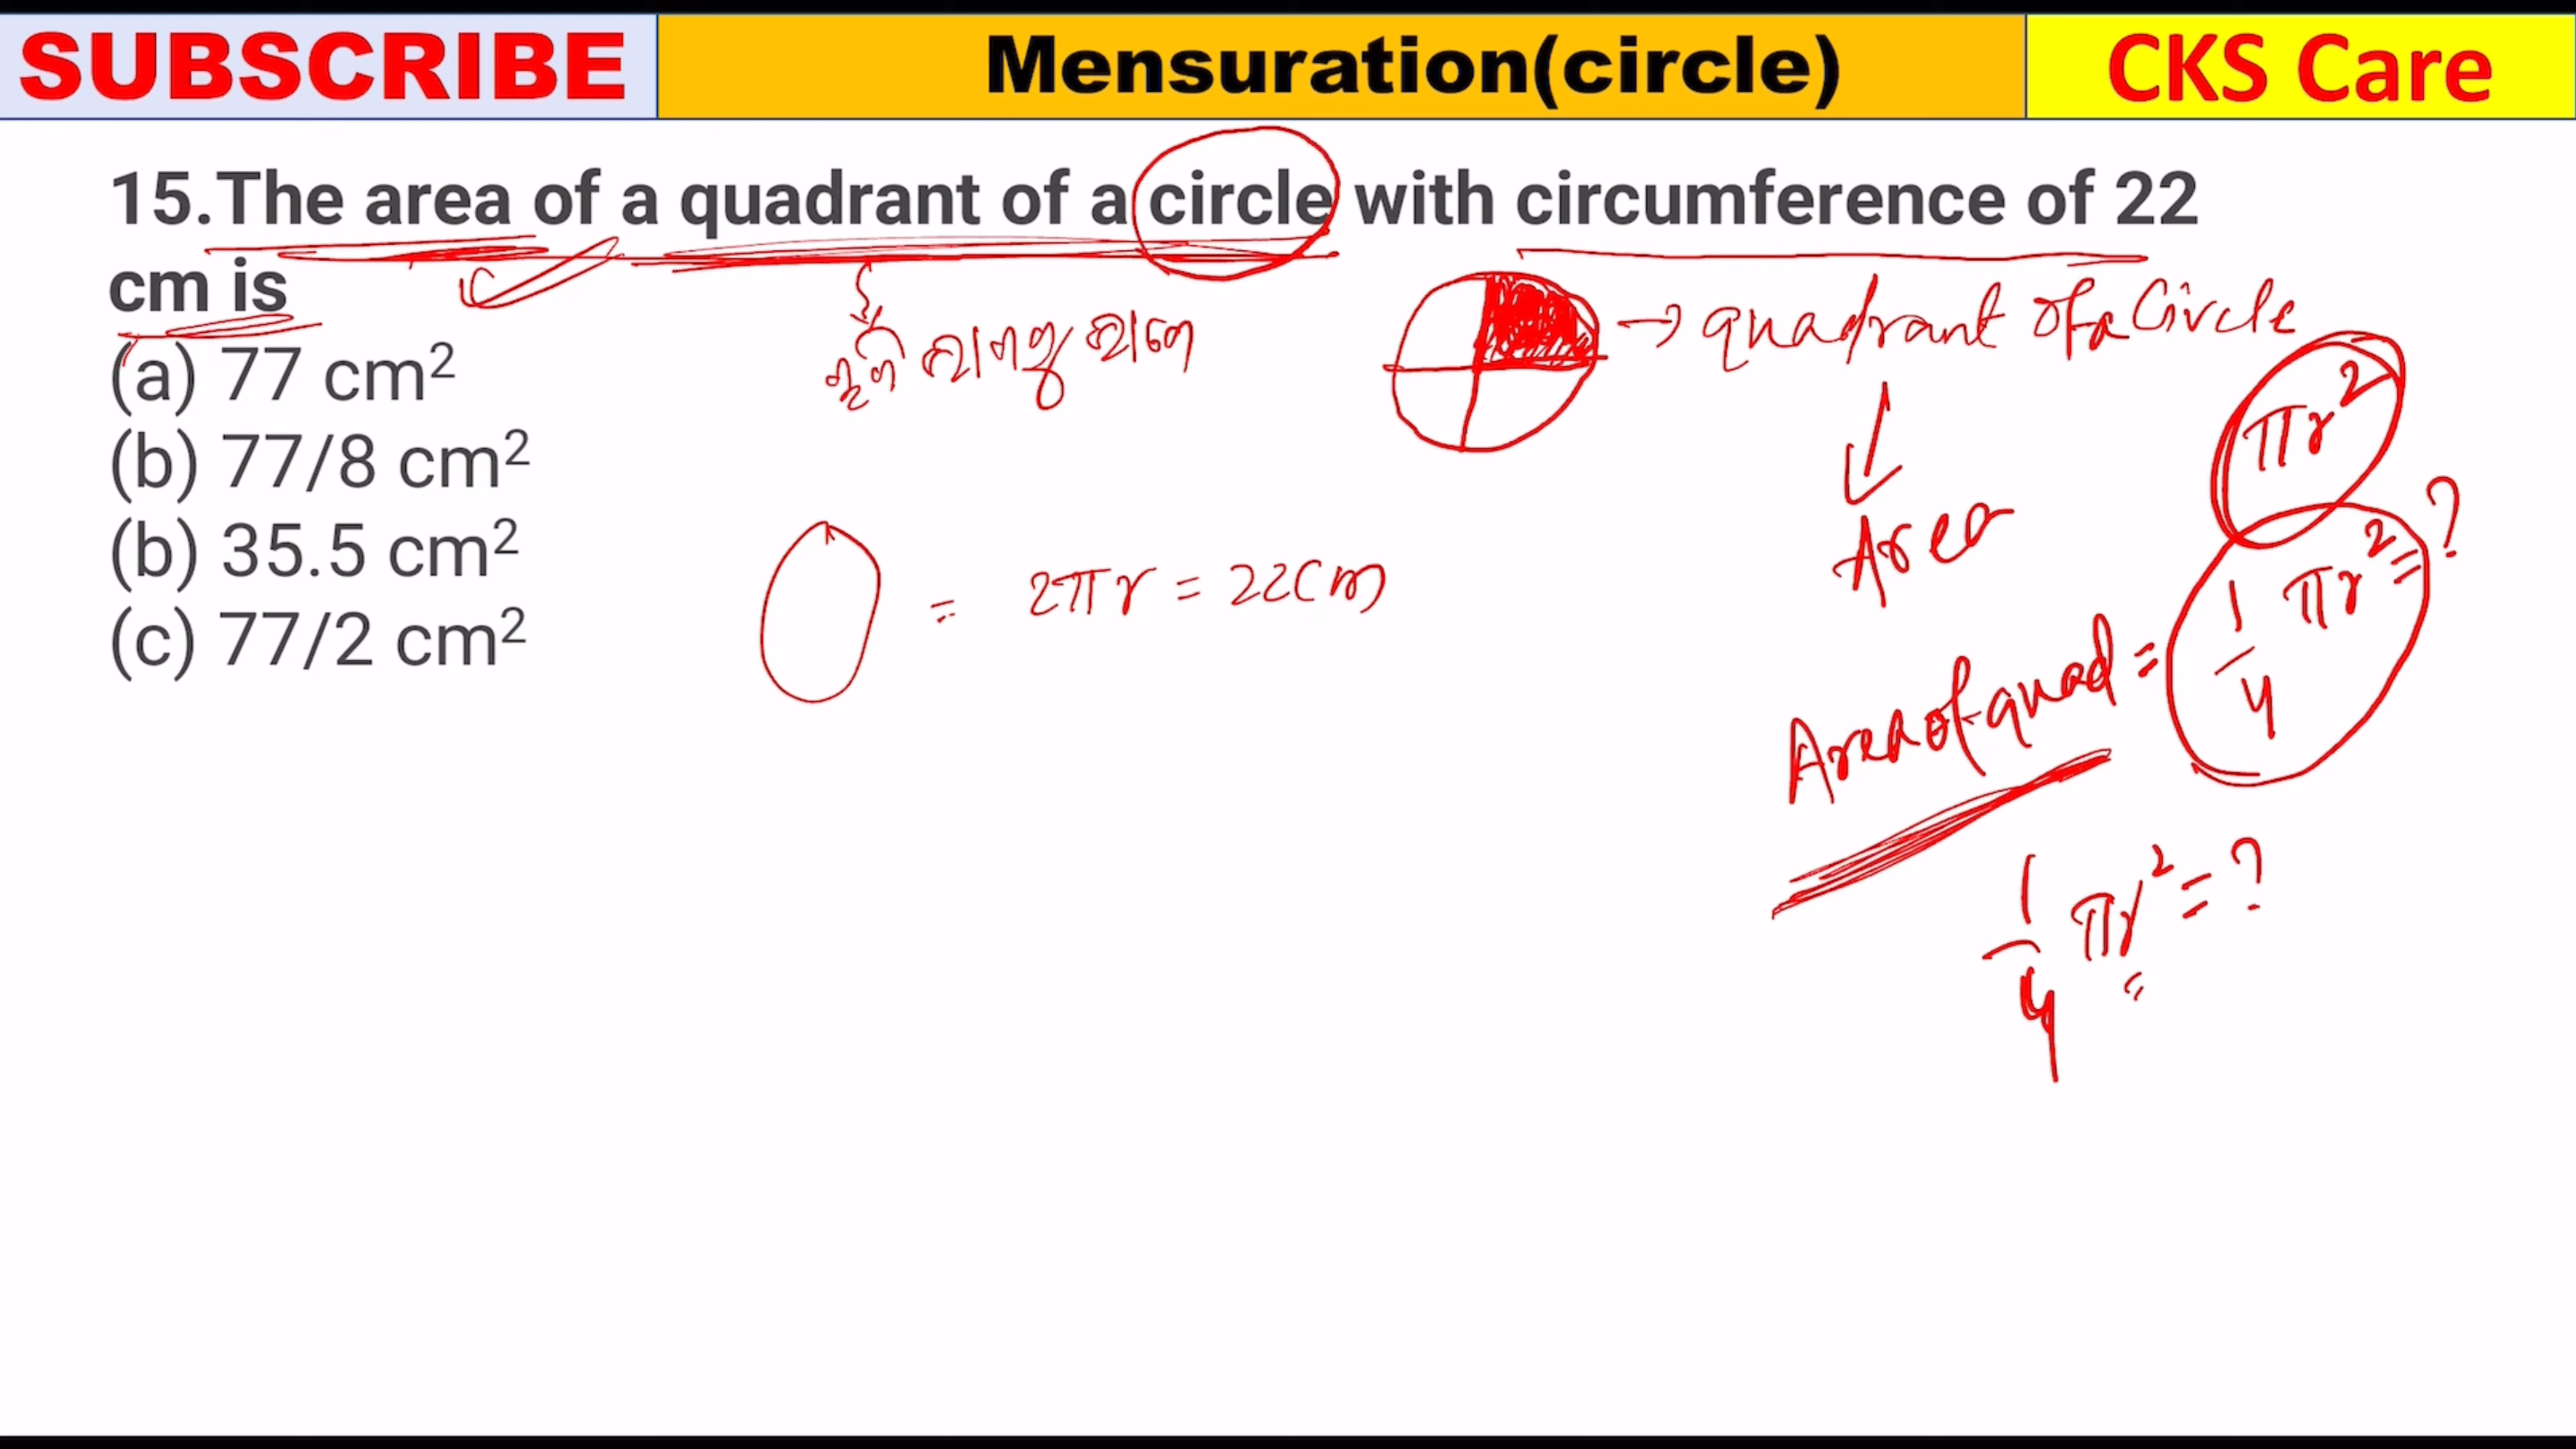 SUBSCRIBE
Mensuration(circle)
CKS Care
15.The area of a quadrant of a circle with circumference of 22
cm is
(a) 77 cm²
(b) 77/8 cm²
(b) 35.5 cm²
(c) 77/2 cm²
→ quadrant of a Circle
Area
πr²
= 2πr = 22cm
Area of quad = 1/4 πr² = ?
1/4 πr² = ?